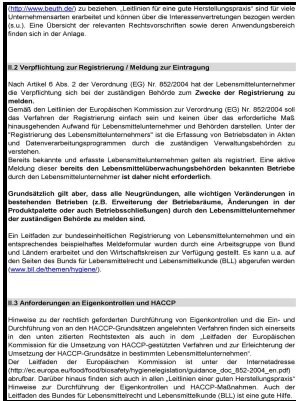 (http://www.beuth.de/) zu beziehen. „Leitlinien für eine gute Herstellungspraxis" sind für viele
Unternehmensarten erarbeitet und können über die Interessenvertretungen bezogen werden
(s.u.). Eine Übersicht der relevanten Rechtsvorschriften sowie deren Anwendungsbereich
finden sich in der Anlage.
II.2 Verpflichtung zur Registrierung / Meldung zur Eintragung
Nach Artikel 6 Abs. 2 der Verordnung (EG) Nr. 852/2004 hat der Lebensmittelunternehmer
die Verpflichtung sich bei der zuständigen Behörde zum Zwecke der Registrierung zu
melden.
Gemäß den Leitlinien der Europäischen Kommission zur Verordnung (EG) Nr. 852/2004 soll
das Verfahren der Registrierung einfach sein und keinen über das erforderliche Maß
hinausgehenden Aufwand für Lebensmittelunternehmer und Behörden darstellen. Unter der
"Registrierung des Lebensmittelunternehmers" ist die Erfassung von Betriebsdaten in Akten
und Datenverarbeitungsprogrammen durch die zuständigen Verwaltungsbehörden zu
verstehen.
Bereits bekannte und erfasste Lebensmittelunternehmen gelten als registriert. Eine aktive
Meldung dieser bereits den Lebensmittelüberwachungsbehörden bekannten Betriebe
durch den Lebensmittelunternehmer ist daher nicht erforderlich.
Grundsätzlich gilt aber, dass alle Neugründungen, alle wichtigen Veränderungen in
bestehenden Betrieben (z.B. Erweiterung der Betriebsräume, Änderungen in der
Produktpalette oder auch Betriebsschließungen) durch den Lebensmittelunternehmer
der zuständigen Behörde zu melden sind.
Ein Leitfaden zur bundeseinheitlichen Registrierung von Lebensmittelunternehmen und ein
entsprechendes beispielhaftes Meldeformular wurden durch eine Arbeitsgruppe von Bund
und Ländern erarbeitet und den Wirtschaftskreisen zur Verfügung gestellt. Es kann u.a. auf
den Seiten des Bunds für Lebensmittelrecht und Lebensmittelkunde (BLL) abgerufen werden
(www.bll.de/themen/hygiene/).
II.3 Anforderungen an Eigenkontrollen und HACCP
Hinweise zu der rechtlich geforderten Durchführung von Eigenkontrollen und die Ein- und
Durchführung von an den HACCP-Grundsätzen angelehnten Verfahren finden sich einerseits
in den unten zitierten Rechtstexten als auch in dem „Leitfaden der Europäischen
Kommission für die Umsetzung von HACCP-gestützten Verfahren und zur Erleichterung der
Umsetzung der HACCP-Grundsätze in bestimmten Lebensmittelunternehmen".
Der Leitfaden der Europäischen Kommission ist unter der Internetadresse
(http://ec.europa.eu/food/food/biosafety/hygienelegislation/guidance_doc_852-2004_en.pdf)
abrufbar. Darüber hinaus finden sich auch in allen „Leitlinien einer guten Herstellungspraxis"
Hinweise zur Durchführung der Eigenkontrollen und HACCP-Maßnahmen. Auch der
Leitfaden des Bundes für Lebensmittelrecht und Lebensmittelkunde (BLL) ist eine gute Hilfe.